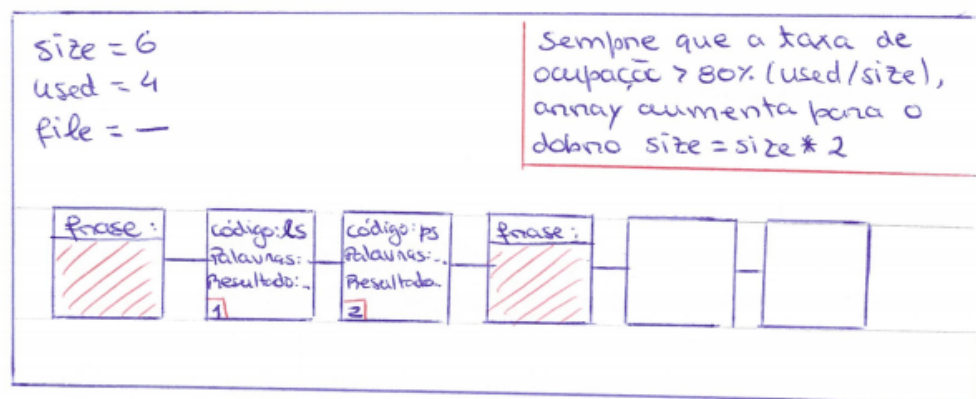 size = 6
used = 4
file = —
Sempre que a taxa de
ocupação > 80% (used/size),
array aumenta para o
dobro size = size * 2
frase:
código: ls
Palavras: ..
Resultado: ..
1
código: ps
Palavras: ..
Resultado..
2
frase: